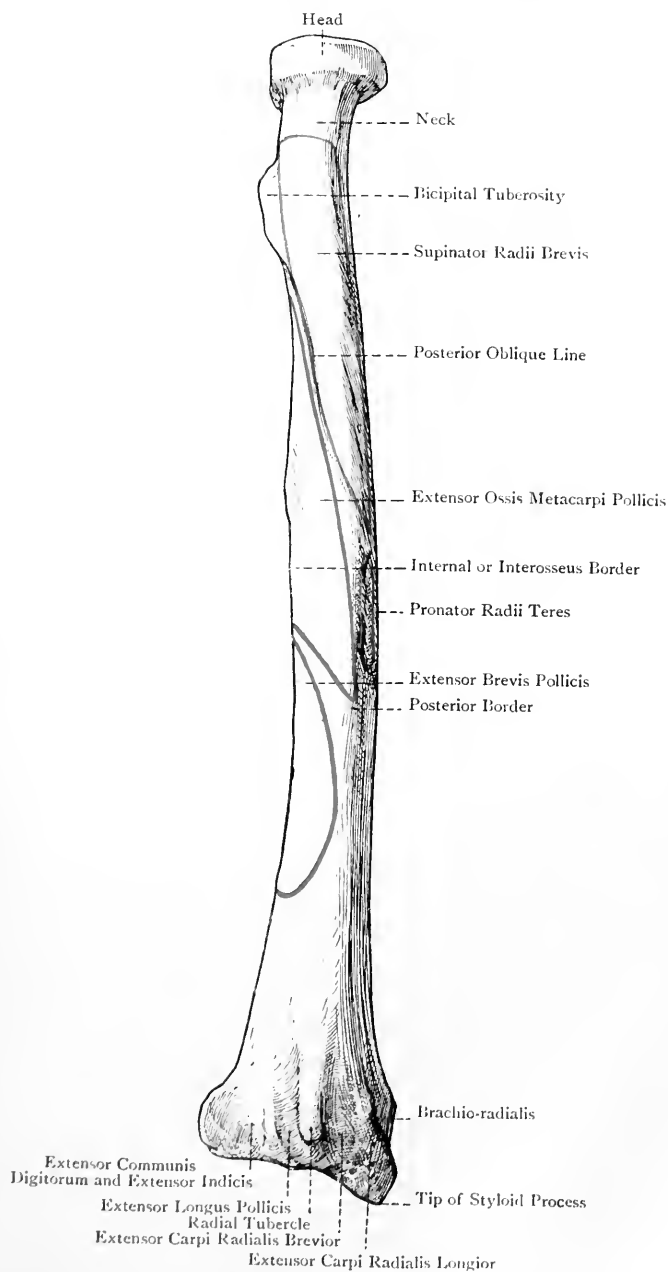 Head
Neck
Bicipital Tuberosity
Supinator Radii Brevis
Posterior Oblique Line
Extensor Ossis Metacarpi Pollicis
Internal or Interosseus Border
Pronator Radii Teres
Extensor Brevis Pollicis
Posterior Border
Brachio-radialis
Extensor Communis
Digitorum and Extensor Indicis
Tip of Styloid Process
Extensor Longus Pollicis
Radial Tubercle
Extensor Carpi Radialis Brevior
Extensor Carpi Radialis Longior